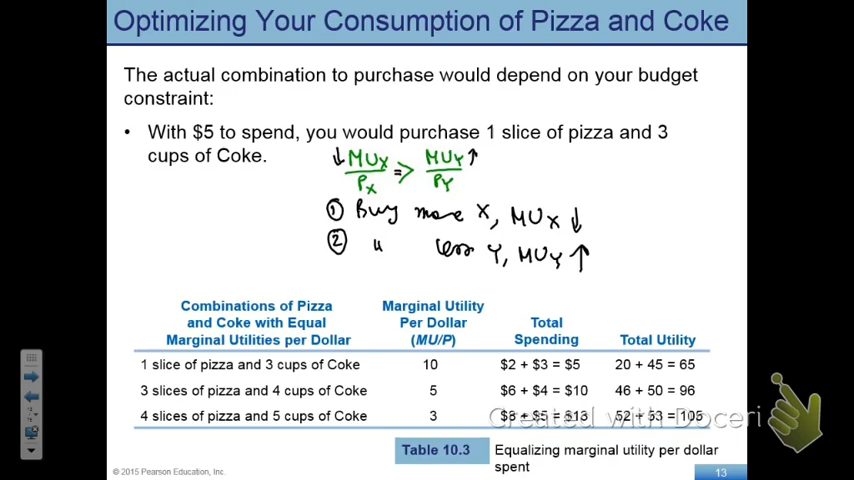 Optimizing Your Consumption of Pizza and Coke
The actual combination to purchase would depend on your budget
constraint:
• With $5 to spend, you would purchase 1 slice of pizza and 3
cups of Coke.
↓MUx/Px => MUy/Py↑
① Buy more X, MUx ↓
② " less Y, MUy ↑
Combinations of Pizza and Coke with Equal Marginal Utilities per Dollar | Marginal Utility Per Dollar (MU/P) | Total Spending | Total Utility
1 slice of pizza and 3 cups of Coke 10 $2 + $3 = $5 20 + 45 = 65
3 slices of pizza and 4 cups of Coke 5 $6 + $4 = $10 46 + 50 = 96
4 slices of pizza and 5 cups of Coke 3 $8 + $5 = $13 52 + 53 = 105
Created with Doceri
Table 10.3 Equalizing marginal utility per dollar
spent
© 2015 Pearson Education, Inc. 13